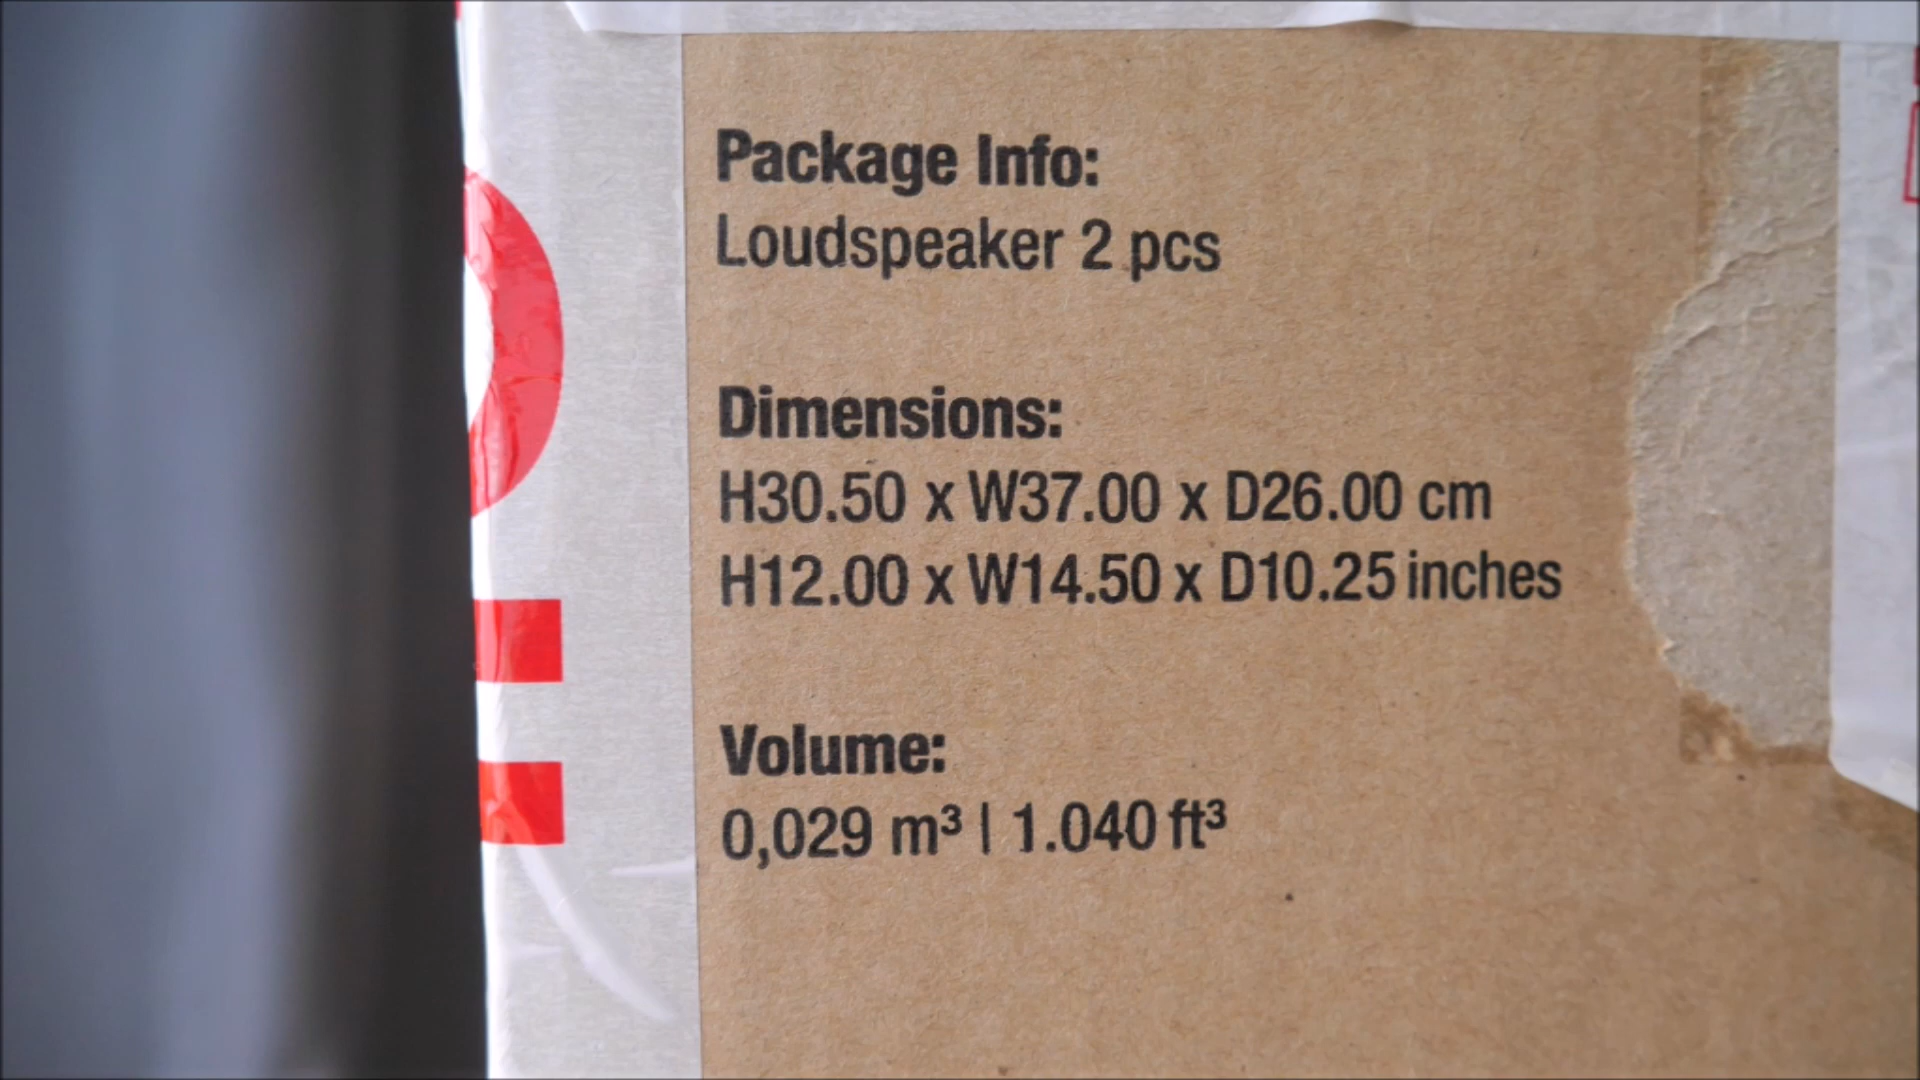 Package Info:
Loudspeaker 2 pcs
Dimensions:
H30.50 x W37.00 x D26.00 cm
H12.00 x W14.50 x D10.25 inches
Volume:
0,029 m³ | 1.040 ft³